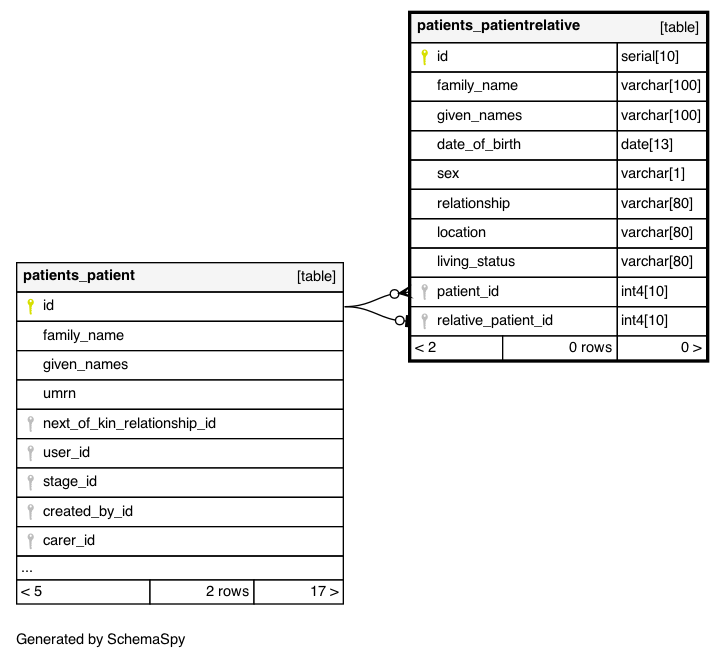 patients_patientrelative [table]
id serial[10]
family_name varchar[100]
given_names varchar[100]
date_of_birth date[13]
sex varchar[1]
relationship varchar[80]
location varchar[80]
living_status varchar[80]
patient_id int4[10]
relative_patient_id int4[10]
< 2 0 rows 0 >
patients_patient [table]
id
family_name
given_names
umrn
next_of_kin_relationship_id
user_id
stage_id
created_by_id
carer_id
...
< 5 2 rows 17 >
Generated by SchemaSpy